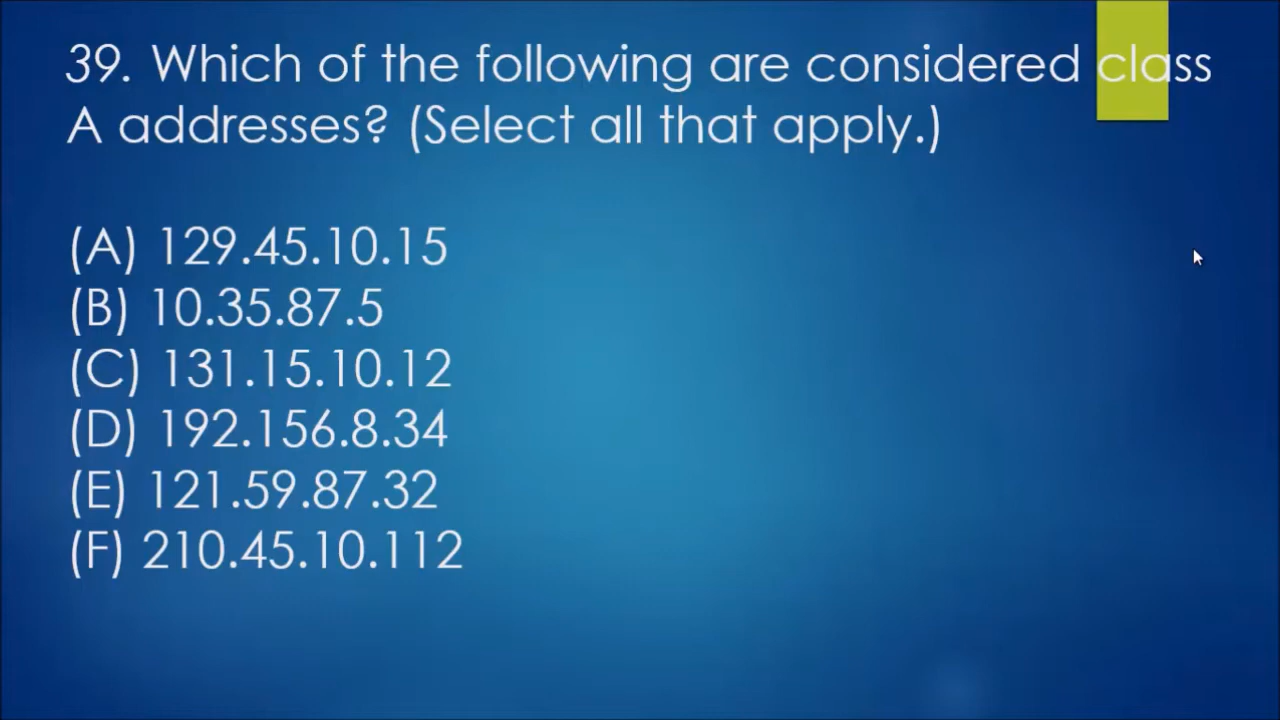 39. Which of the following are considered class
A addresses? (Select all that apply.)
(A) 129.45.10.15
(B) 10.35.87.5
(C) 131.15.10.12
(D) 192.156.8.34
(E) 121.59.87.32
(F) 210.45.10.112